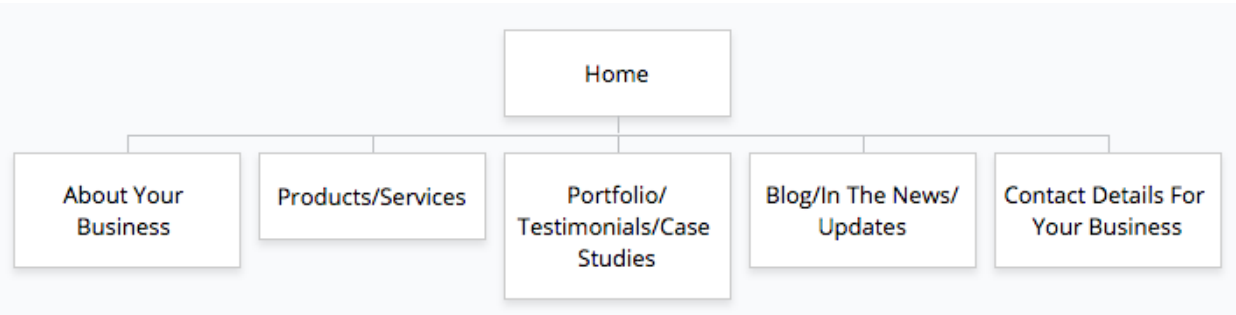 Home
About Your
Business
Products/Services
Portfolio/
Testimonials/Case
Studies
Blog/In The News/
Updates
Contact Details For
Your Business